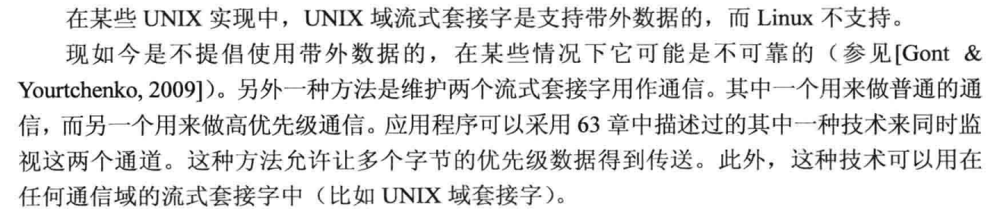 在某些 UNIX 实现中，UNIX 域流式套接字是支持带外数据的，而 Linux 不支持。
现如今是不提倡使用带外数据的，在某些情况下它可能是不可靠的（参见[Gont &
Yourtchenko, 2009]）。另外一种方法是维护两个流式套接字用作通信。其中一个用来做普通的通
信，而另一个用来做高优先级通信。应用程序可以采用 63 章中描述过的其中一种技术来同时监
视这两个通道。这种方法允许让多个字节的优先级数据得到传送。此外，这种技术可以用在
任何通信域的流式套接字中（比如 UNIX 域套接字）。